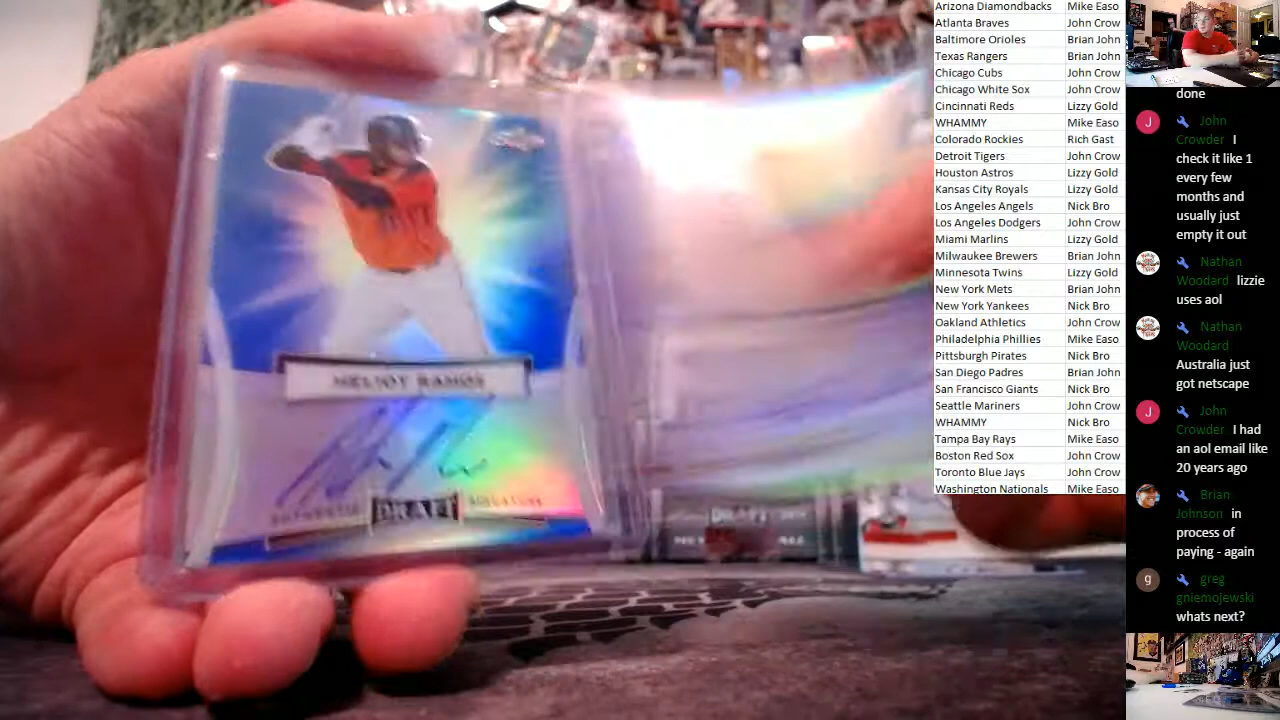 HELIOT RAMOS
DRAFT
SIGNATURE
DRAFT
Arizona Diamondbacks Mike Easo
Atlanta Braves John Crow
Baltimore Orioles Brian John
Texas Rangers Brian John
Chicago Cubs John Crow
Chicago White Sox John Crow
Cincinnati Reds Lizzy Gold
WHAMMY Mike Easo
Colorado Rockies Rich Gast
Detroit Tigers John Crow
Houston Astros Lizzy Gold
Kansas City Royals Lizzy Gold
Los Angeles Angels Nick Bro
Los Angeles Dodgers John Crow
Miami Marlins Lizzy Gold
Milwaukee Brewers Brian John
Minnesota Twins Lizzy Gold
New York Mets Brian John
New York Yankees Nick Bro
Oakland Athletics John Crow
Philadelphia Phillies Mike Easo
Pittsburgh Pirates Nick Bro
San Diego Padres Brian John
San Francisco Giants Nick Bro
Seattle Mariners John Crow
WHAMMY Nick Bro
Tampa Bay Rays Mike Easo
Boston Red Sox John Crow
Toronto Blue Jays John Crow
Washington Nationals Mike Easo
done
J
John
Crowder I
check it like 1
every few
months and
usually just
empty it out
Nathan
Woodard lizzie
uses aol
Nathan
Woodard
Australia just
got netscape
J
John
Crowder I had
an aol email like
20 years ago
Brian
Johnson in
process of
paying - again
g
greg
gniemojewski
whats next?